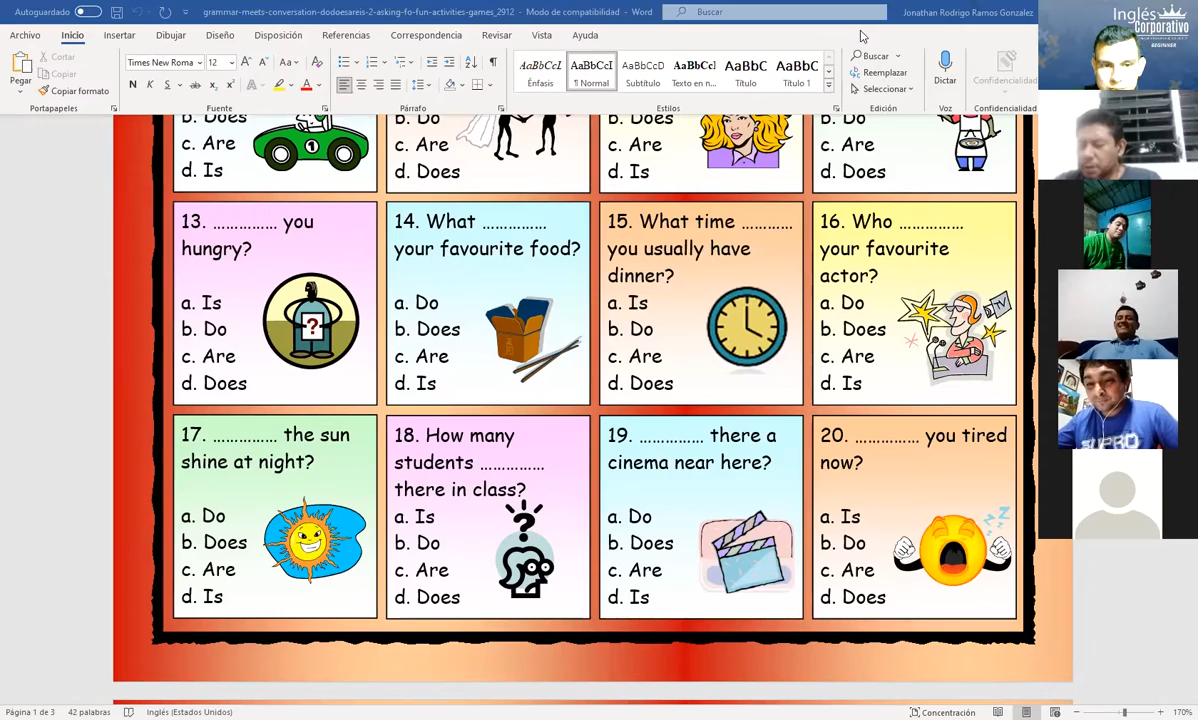 Autoguardado
grammar-meets-conversation-dodoesareis-2-asking-fo-fun-activities-games_2912 - Modo de compatibilidad - Word
Buscar
Jonathan Rodrigo Ramos Gonzalez
Archivo Inicio Insertar Dibujar Diseño Disposición Referencias Correspondencia Revisar Vista Ayuda
Pegar
Cortar
Copiar
Copiar formato
Portapapeles
Times New Roma 12
N K S ab x₂ x²
Fuente
Párrafo
AaBbCcI AaBbCcI AaBbCcD AaBbCcI AaBbC AaBbC
Énfasis ¶ Normal Subtítulo Texto en n... Título Título 1
Estilos
Buscar
Reemplazar
Seleccionar
Edición
Dictar
Voz
Confidencialidad
Confidencialidad
Inglés
Corporativo
BEGINNER
b. Does
c. Are
d. Is
1
b. Do
c. Are
d. Does
b. Does
c. Are
d. Is
b. Do
c. Are
d. Does
13. …………… you
hungry?
a. Is
b. Do
c. Are
d. Does
?
14. What ……………
your favourite food?
a. Do
b. Does
c. Are
d. Is
15. What time …………
you usually have
dinner?
a. Is
b. Do
c. Are
d. Does
16. Who ……………
your favourite
actor?
a. Do
b. Does
c. Are
d. Is
TV
17. …………… the sun
shine at night?
a. Do
b. Does
c. Are
d. Is
18. How many
students ……………
there in class?
a. Is
b. Do
c. Are
d. Does
?
19. …………… there a
cinema near here?
a. Do
b. Does
c. Are
d. Is
20. …………… you tired
now?
a. Is
b. Do
c. Are
d. Does
z z z
Página 1 de 3 42 palabras Inglés (Estados Unidos) Concentración 170%